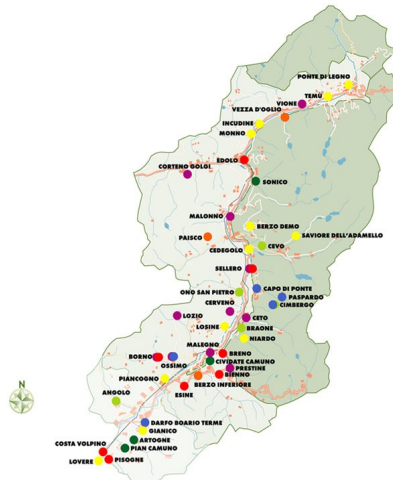 PONTE DI LEGNO
TEMÙ
VIONE
VEZZA D'OGLIO
INCUDINE
MONNO
EDOLO
CORTENO GOLGI
SONICO
MALONNO
BERZO DEMO
PAISCO
SAVIORE DELL'ADAMELLO
CEVO
CEDEGOLO
SELLERO
CAPO DI PONTE
ONO SAN PIETRO
PASPARDO
CIMBERGO
CERVENO
LOZIO
CETO
LOSINE
BRAONE
NIARDO
MALEGNO
BORNO
BRENO
OSSIMO
CIVIDATE CAMUNO
PRESTINE
PIANCOGNO
BIENNO
BERZO INFERIORE
ESINE
ANGOLO
DARFO BOARIO TERME
GIANICO
COSTA VOLPINO
ARTOGNE
PIAN CAMUNO
LOVERE
PISOGNE
N